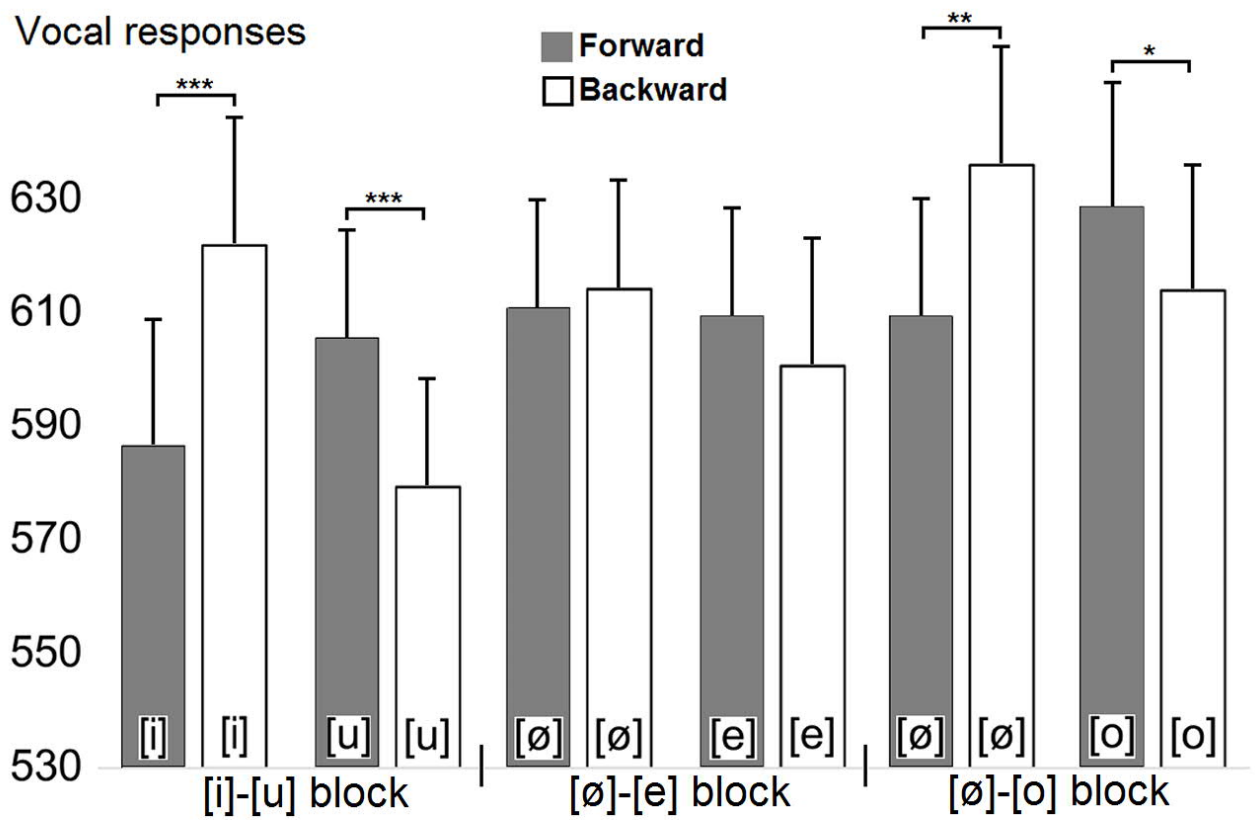 Vocal responses
Forward
Backward
***
***
**
*
630
610
590
570
550
530
[i] [i] [u] [u] [ø] [ø] [e] [e] [ø] [ø] [o] [o]
[i]-[u] block [ø]-[e] block [ø]-[o] block